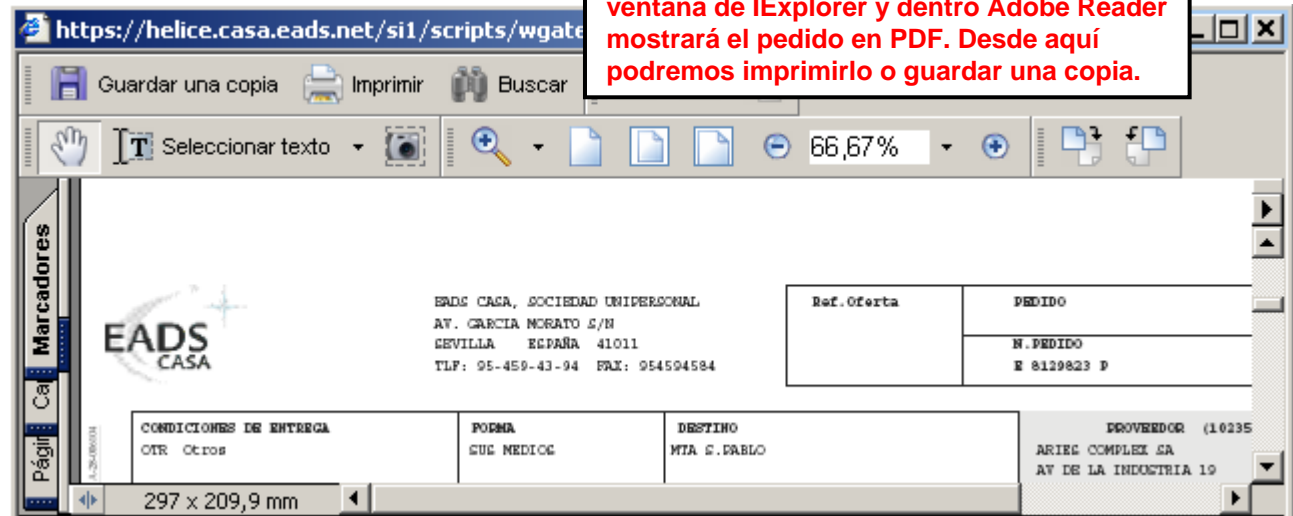 ventana de IExplorer y dentro Adobe Reader
mostrará el pedido en PDF. Desde aquí
podremos imprimirlo o guardar una copia.
https://helice.casa.eads.net/si1/scripts/wgate
Guardar una copia Imprimir Buscar
Seleccionar texto 66,67%
Marcadores
EADS
CASA
EADS CASA, SOCIEDAD UNIPERSONAL
AV. GARCIA MORATO S/N
SEVILLA ESPAÑA 41011
TLF: 95-459-43-94 FAX: 954594584
Ref.Oferta
PEDIDO
N.PEDIDO
E 8129823 P
CONDICIONES DE ENTREGA
OTR Otros
FORMA
SUS MEDIOS
DESTINO
MTA S.PABLO
PROVEEDOR (10235
ARIES COMPLEX SA
AV DE LA INDUSTRIA 19
Ca
Págin
297 x 209,9 mm